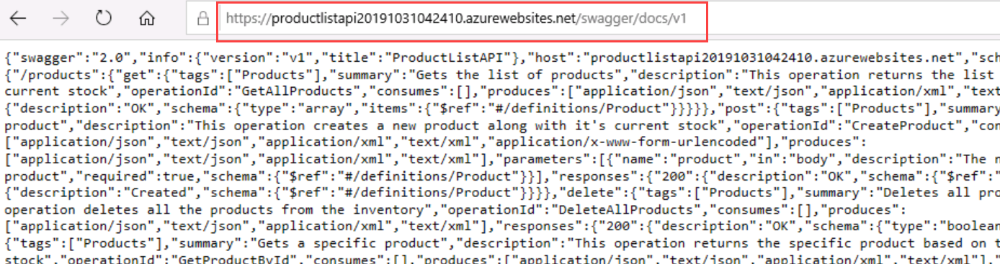 https://productlistapi20191031042410.azurewebsites.net/swagger/docs/v1
{"swagger":"2.0","info":{"version":"v1","title":"ProductListAPI"},"host":"productlistapi20191031042410.azurewebsites.net","sch
{"/products":{"get":{"tags":["Products"],"summary":"Gets the list of products","description":"This operation returns the list
current stock","operationId":"GetAllProducts","consumes":[],"produces":["application/json","text/json","application/xml","text
{"description":"OK","schema":{"type":"array","items":{"$ref":"#/definitions/Product"}}}}},"post":{"tags":["Products"],"summary
product","description":"This operation creates a new product along with it's current stock","operationId":"CreateProduct","con
["application/json","text/json","application/xml","text/xml","application/x-www-form-urlencoded"],"produces":
["application/json","text/json","application/xml","text/xml"],"parameters":[{"name":"product","in":"body","description":"The n
product","required":true,"schema":{"$ref":"#/definitions/Product"}}],"responses":{"200":{"description":"OK","schema":{"$ref":"
{"description":"Created","schema":{"$ref":"#/definitions/Product"}}}},"delete":{"tags":["Products"],"summary":"Deletes all pro
operation deletes all the products from the inventory","operationId":"DeleteAllProducts","consumes":[],"produces":
["application/json","text/json","application/xml","text/xml"],"responses":{"200":{"description":"OK","schema":{"type":"boolean
{"tags":["Products"],"summary":"Gets a specific product","description":"This operation returns the specific product based on t
stock","operationId":"GetProductById","consumes":[],"produces":["application/json","text/json","application/xml","text/xml"],"